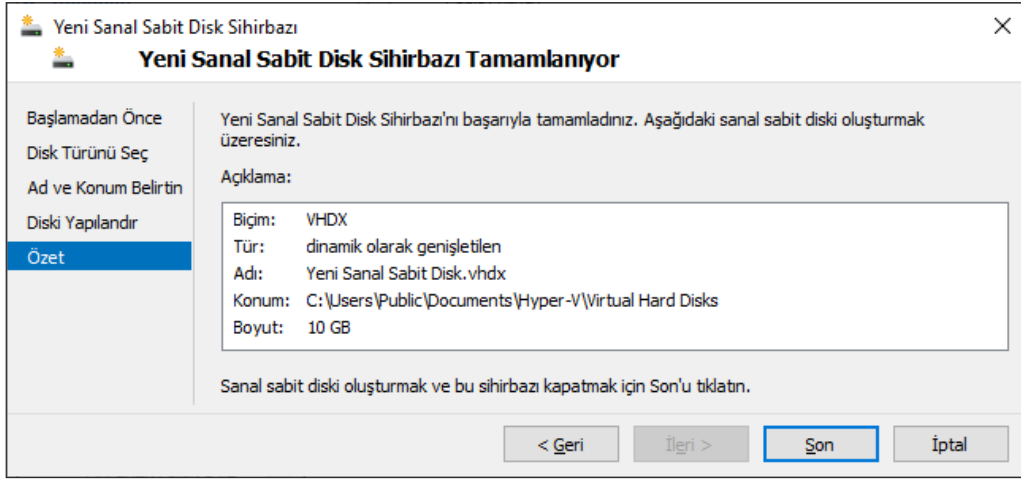 Yeni Sanal Sabit Disk Sihirbazı
Yeni Sanal Sabit Disk Sihirbazı Tamamlanıyor
Başlamadan Önce
Disk Türünü Seç
Ad ve Konum Belirtin
Diski Yapılandır
Özet
Yeni Sanal Sabit Disk Sihirbazı'nı başarıyla tamamladınız. Aşağıdaki sanal sabit diski oluşturmak
üzeresiniz.
Açıklama:
Biçim: VHDX
Tür: dinamik olarak genişletilen
Adı: Yeni Sanal Sabit Disk.vhdx
Konum: C:\Users\Public\Documents\Hyper-V\Virtual Hard Disks
Boyut: 10 GB
Sanal sabit diski oluşturmak ve bu sihirbazı kapatmak için Son'u tıklatın.
< Geri İleri > Son İptal